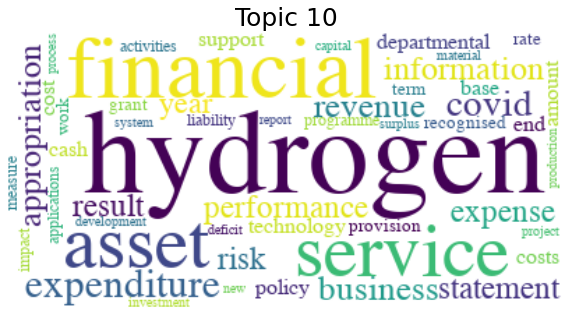 Topic 10
process
activities
support
capital
departmental
rate
material
financial
information
cost
appropriation
work
grant
year
revenue
term
base
covid
amount
system
liability
report
programme
surplus
recognised
end
cash
hydrogen
production
measure
applications
result
performance
expense
development
deficit
technology
provision
project
impact
asset
risk
service
costs
expenditure
policy
business
statement
investment
new